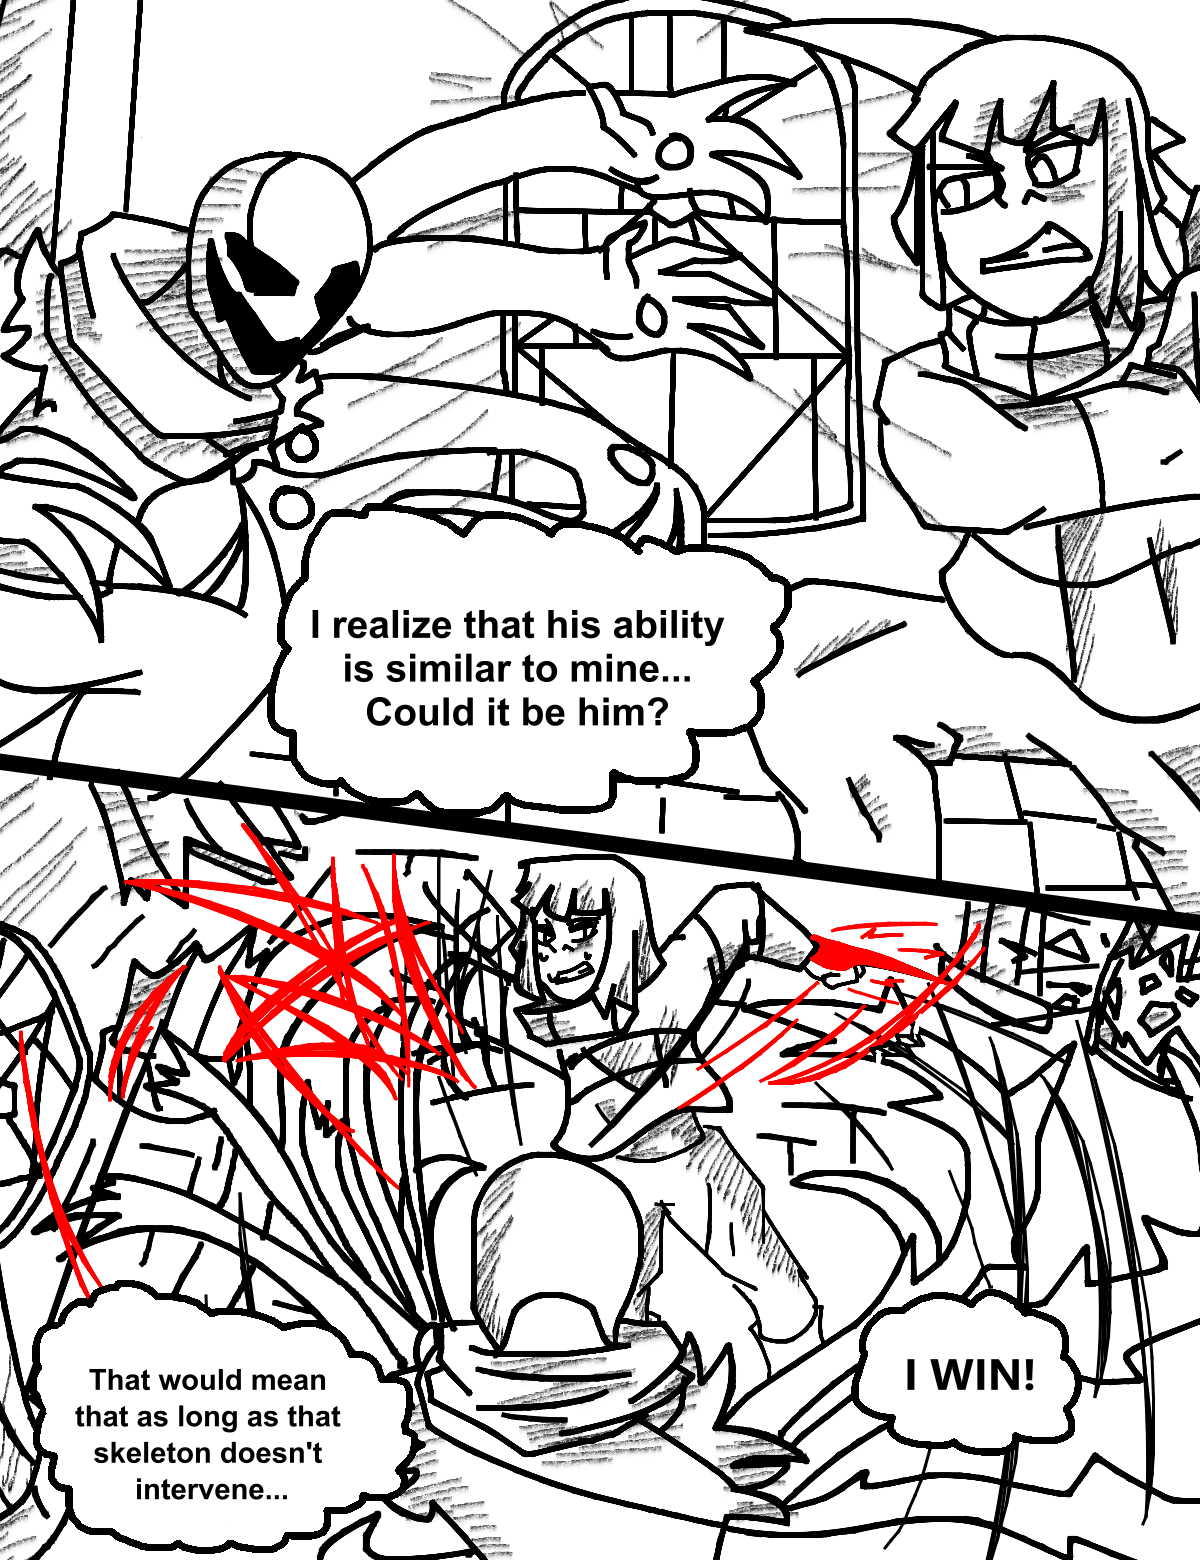 I realize that his ability
is similar to mine...
Could it be him?
That would mean
that as long as that
skeleton doesn't
intervene...
I WIN!